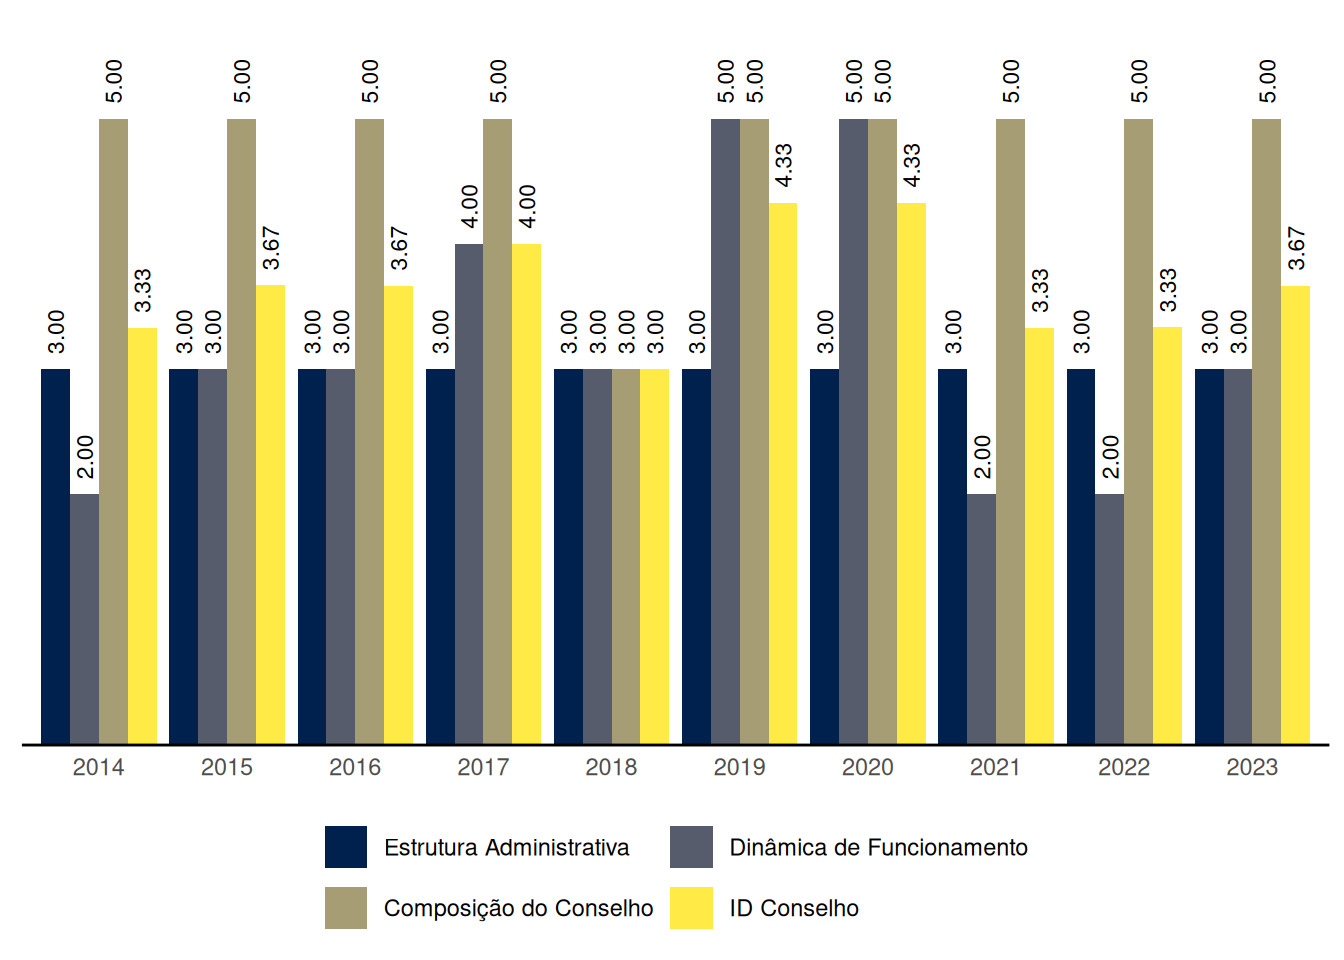 5.00 5.00 5.00 5.00 5.00 5.00 5.00 5.00 5.00 5.00 5.00
4.33 4.33
4.00 4.00
3.67 3.67 3.67
3.33 3.33 3.33
3.00 3.00 3.00 3.00 3.00 3.00 3.00 3.00 3.00 3.00 3.00 3.00 3.00 3.00 3.00 3.00
2.00 2.00 2.00
2014 2015 2016 2017 2018 2019 2020 2021 2022 2023
Estrutura Administrativa Dinâmica de Funcionamento
Composição do Conselho ID Conselho